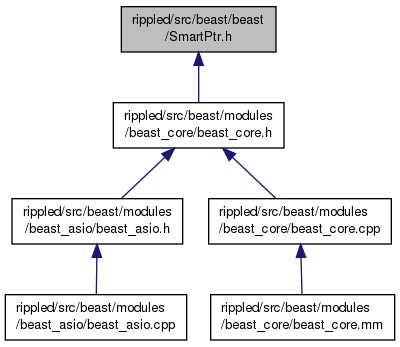 rippled/src/beast/beast
/SmartPtr.h
rippled/src/beast/modules
/beast_core/beast_core.h
rippled/src/beast/modules
/beast_asio/beast_asio.h
rippled/src/beast/modules
/beast_core/beast_core.cpp
rippled/src/beast/modules
/beast_asio/beast_asio.cpp
rippled/src/beast/modules
/beast_core/beast_core.mm